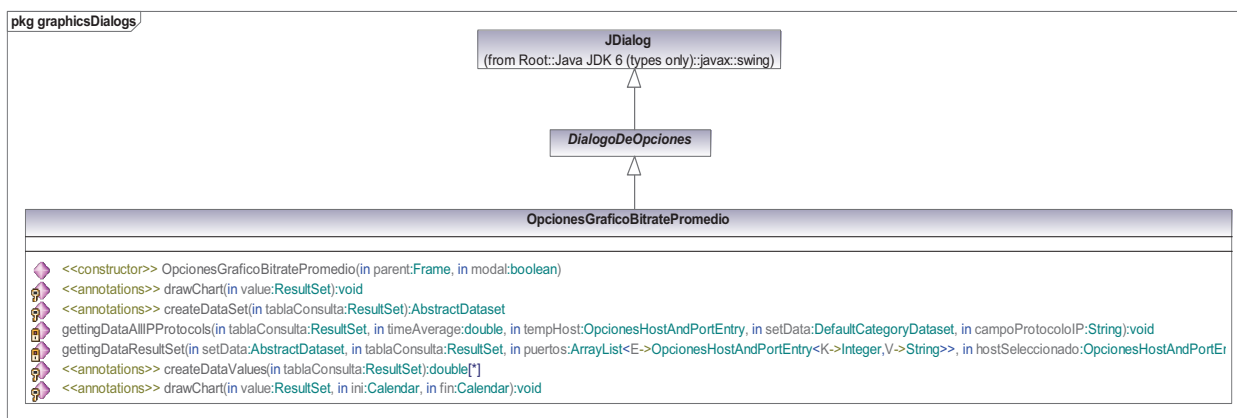 pkg graphicsDialogs
JDialog
(from Root::Java JDK 6 (types only)::javax::swing)
DialogoDeOpciones
OpcionesGraficoBitratePromedio
<<constructor>> OpcionesGraficoBitratePromedio(in parent:Frame, in modal:boolean)
<<annotations>> drawChart(in value:ResultSet):void
<<annotations>> createDataSet(in tablaConsulta:ResultSet):AbstractDataset
gettingDataAllIPProtocols(in tablaConsulta:ResultSet, in timeAverage:double, in tempHost:OpcionesHostAndPortEntry, in setData:DefaultCategoryDataset, in campoProtocoloIP:String):void
gettingDataResultSet(in setData:AbstractDataset, in tablaConsulta:ResultSet, in puertos:ArrayList<E->OpcionesHostAndPortEntry<K->Integer,V->String>>, in hostSeleccionado:OpcionesHostAndPortEr
<<annotations>> createDataValues(in tablaConsulta:ResultSet):double[*]
<<annotations>> drawChart(in value:ResultSet, in ini:Calendar, in fin:Calendar):void